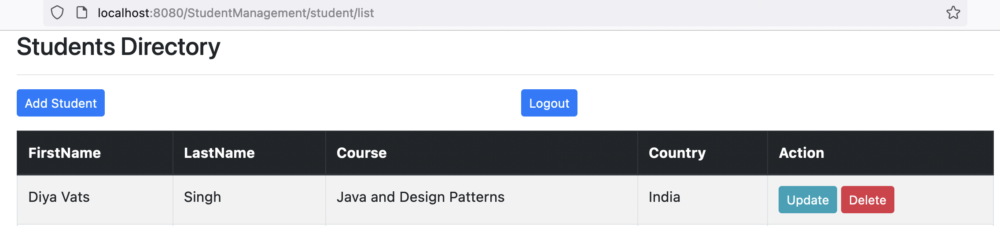 localhost:8080/StudentManagement/student/list
Students Directory
Add Student Logout
FirstName LastName Course Country Action
Diya Vats Singh Java and Design Patterns India Update Delete